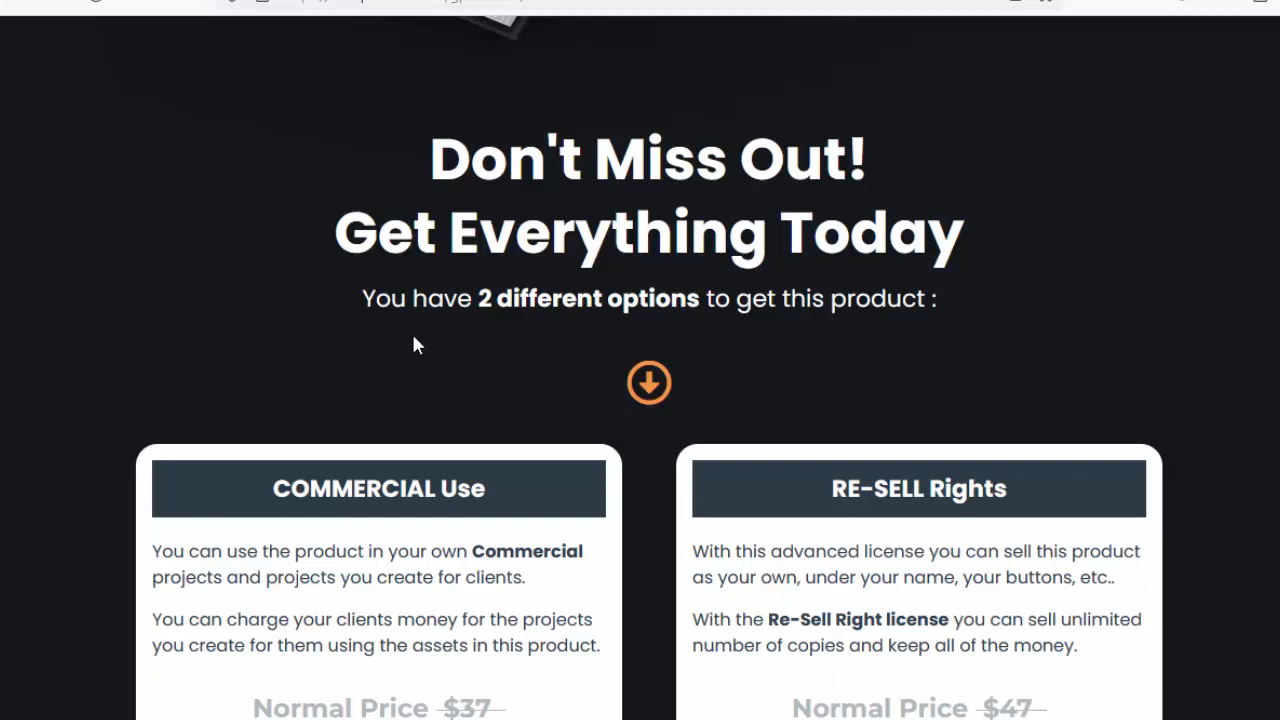 Don't Miss Out!
Get Everything Today
You have 2 different options to get this product :
COMMERCIAL Use
You can use the product in your own Commercial
projects and projects you create for clients.
You can charge your clients money for the projects
you create for them using the assets in this product.
Normal Price $37
RE-SELL Rights
With this advanced license you can sell this product
as your own, under your name, your buttons, etc..
With the Re-Sell Right license you can sell unlimited
number of copies and keep all of the money.
Normal Price $47